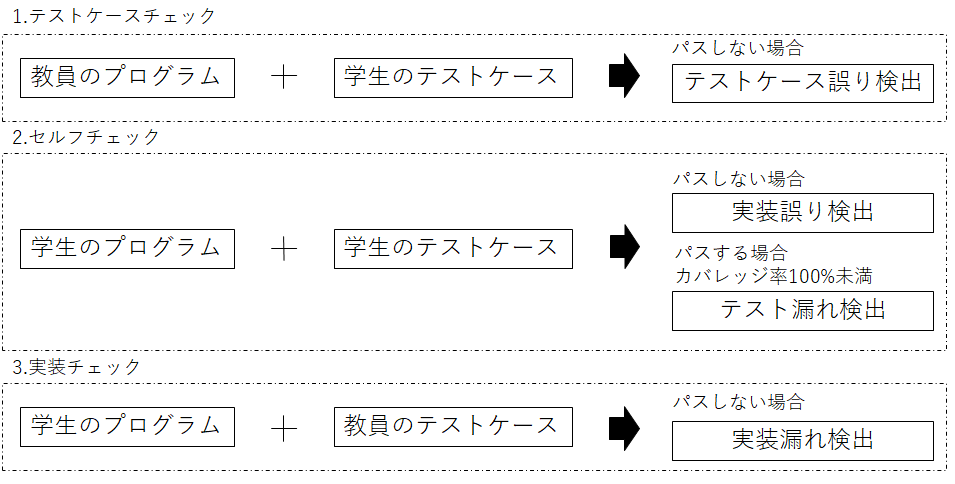 1.テストケースチェック
パスしない場合
教員のプログラム + 学生のテストケース テストケース誤り検出
2.セルフチェック
パスしない場合
実装誤り検出
学生のプログラム + 学生のテストケース
パスする場合
カバレッジ率100%未満
テスト漏れ検出
3.実装チェック
パスしない場合
学生のプログラム + 教員のテストケース 実装漏れ検出